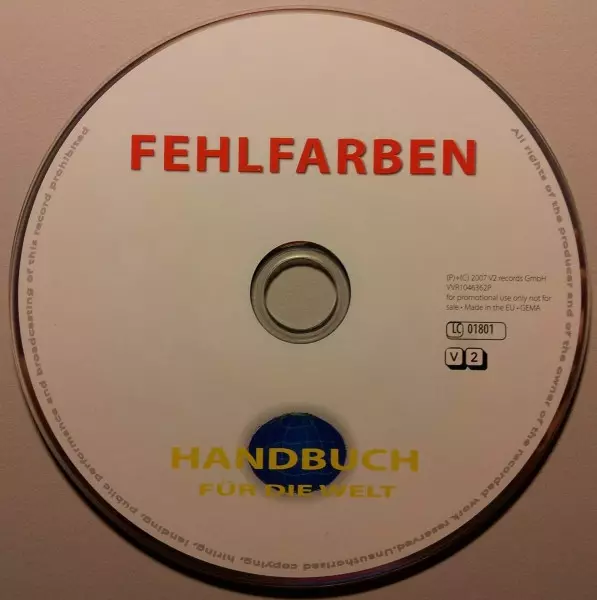 FEHLFARBEN
(P)+(C) 2007 V2 records GmbH
VVR1046362P
for promotional use only not for
sale - Made in the EU - GEMA
LC 01801
V 2
HANDBUCH
FÜR DIE WELT
All rights of the producer and of the owner of the recorded work reserved.Unauthorised copying, hiring, lending, public performance and broadcasting of this record prohibited